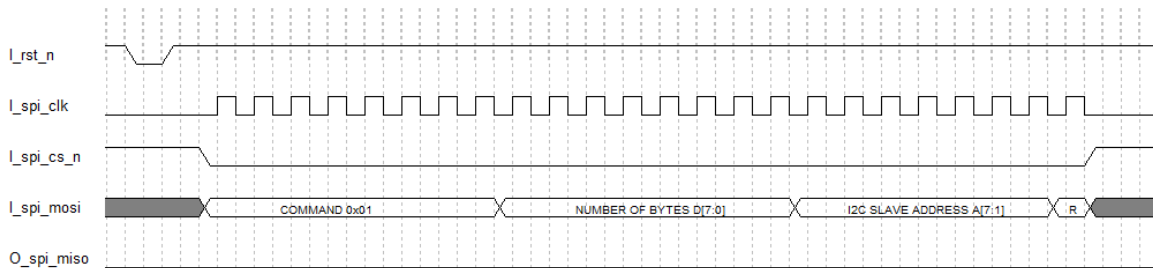 I_rst_n
I_spi_clk
I_spi_cs_n
I_spi_mosi COMMAND 0x01 NUMBER OF BYTES D[7:0] I2C SLAVE ADDRESS A[7:1] R
O_spi_miso